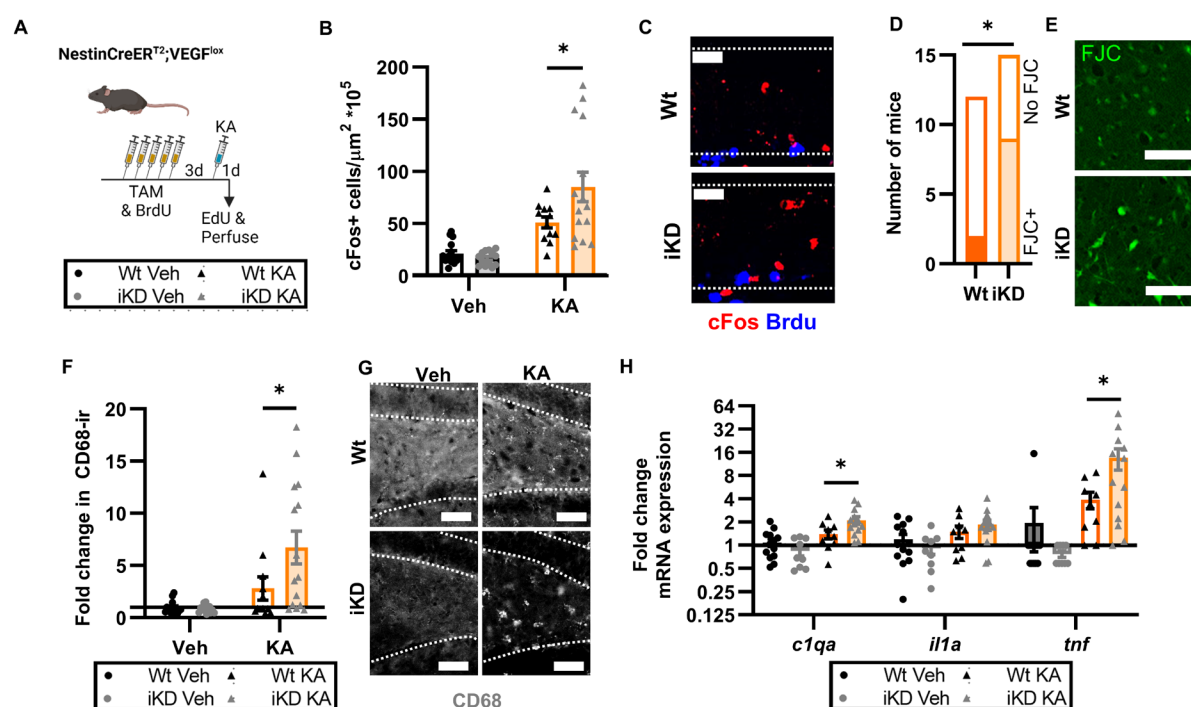 A
NestinCreER^T2;VEGF^lox
KA
3d
1d
TAM
& BrdU
EdU &
Perfuse
Wt Veh
Wt KA
iKD Veh
iKD KA
B
cFos+ cells/μm² *10⁵
200
150
100
50
0
*
Veh
KA
C
Wt
iKD
cFos Brdu
D
Number of mice
15
10
5
0
*
No FJC
FJC+
Wt iKD
E
FJC
Wt
iKD
F
Fold change in CD68-ir
20
15
10
5
1
0
*
Veh
KA
Wt Veh
Wt KA
iKD Veh
iKD KA
G
Veh
KA
Wt
iKD
CD68
H
Fold change
mRNA expression
64
32
16
8
4
2
1
0.5
0.25
0.125
*
*
c1qa
il1a
tnf
Wt Veh
Wt KA
iKD Veh
iKD KA